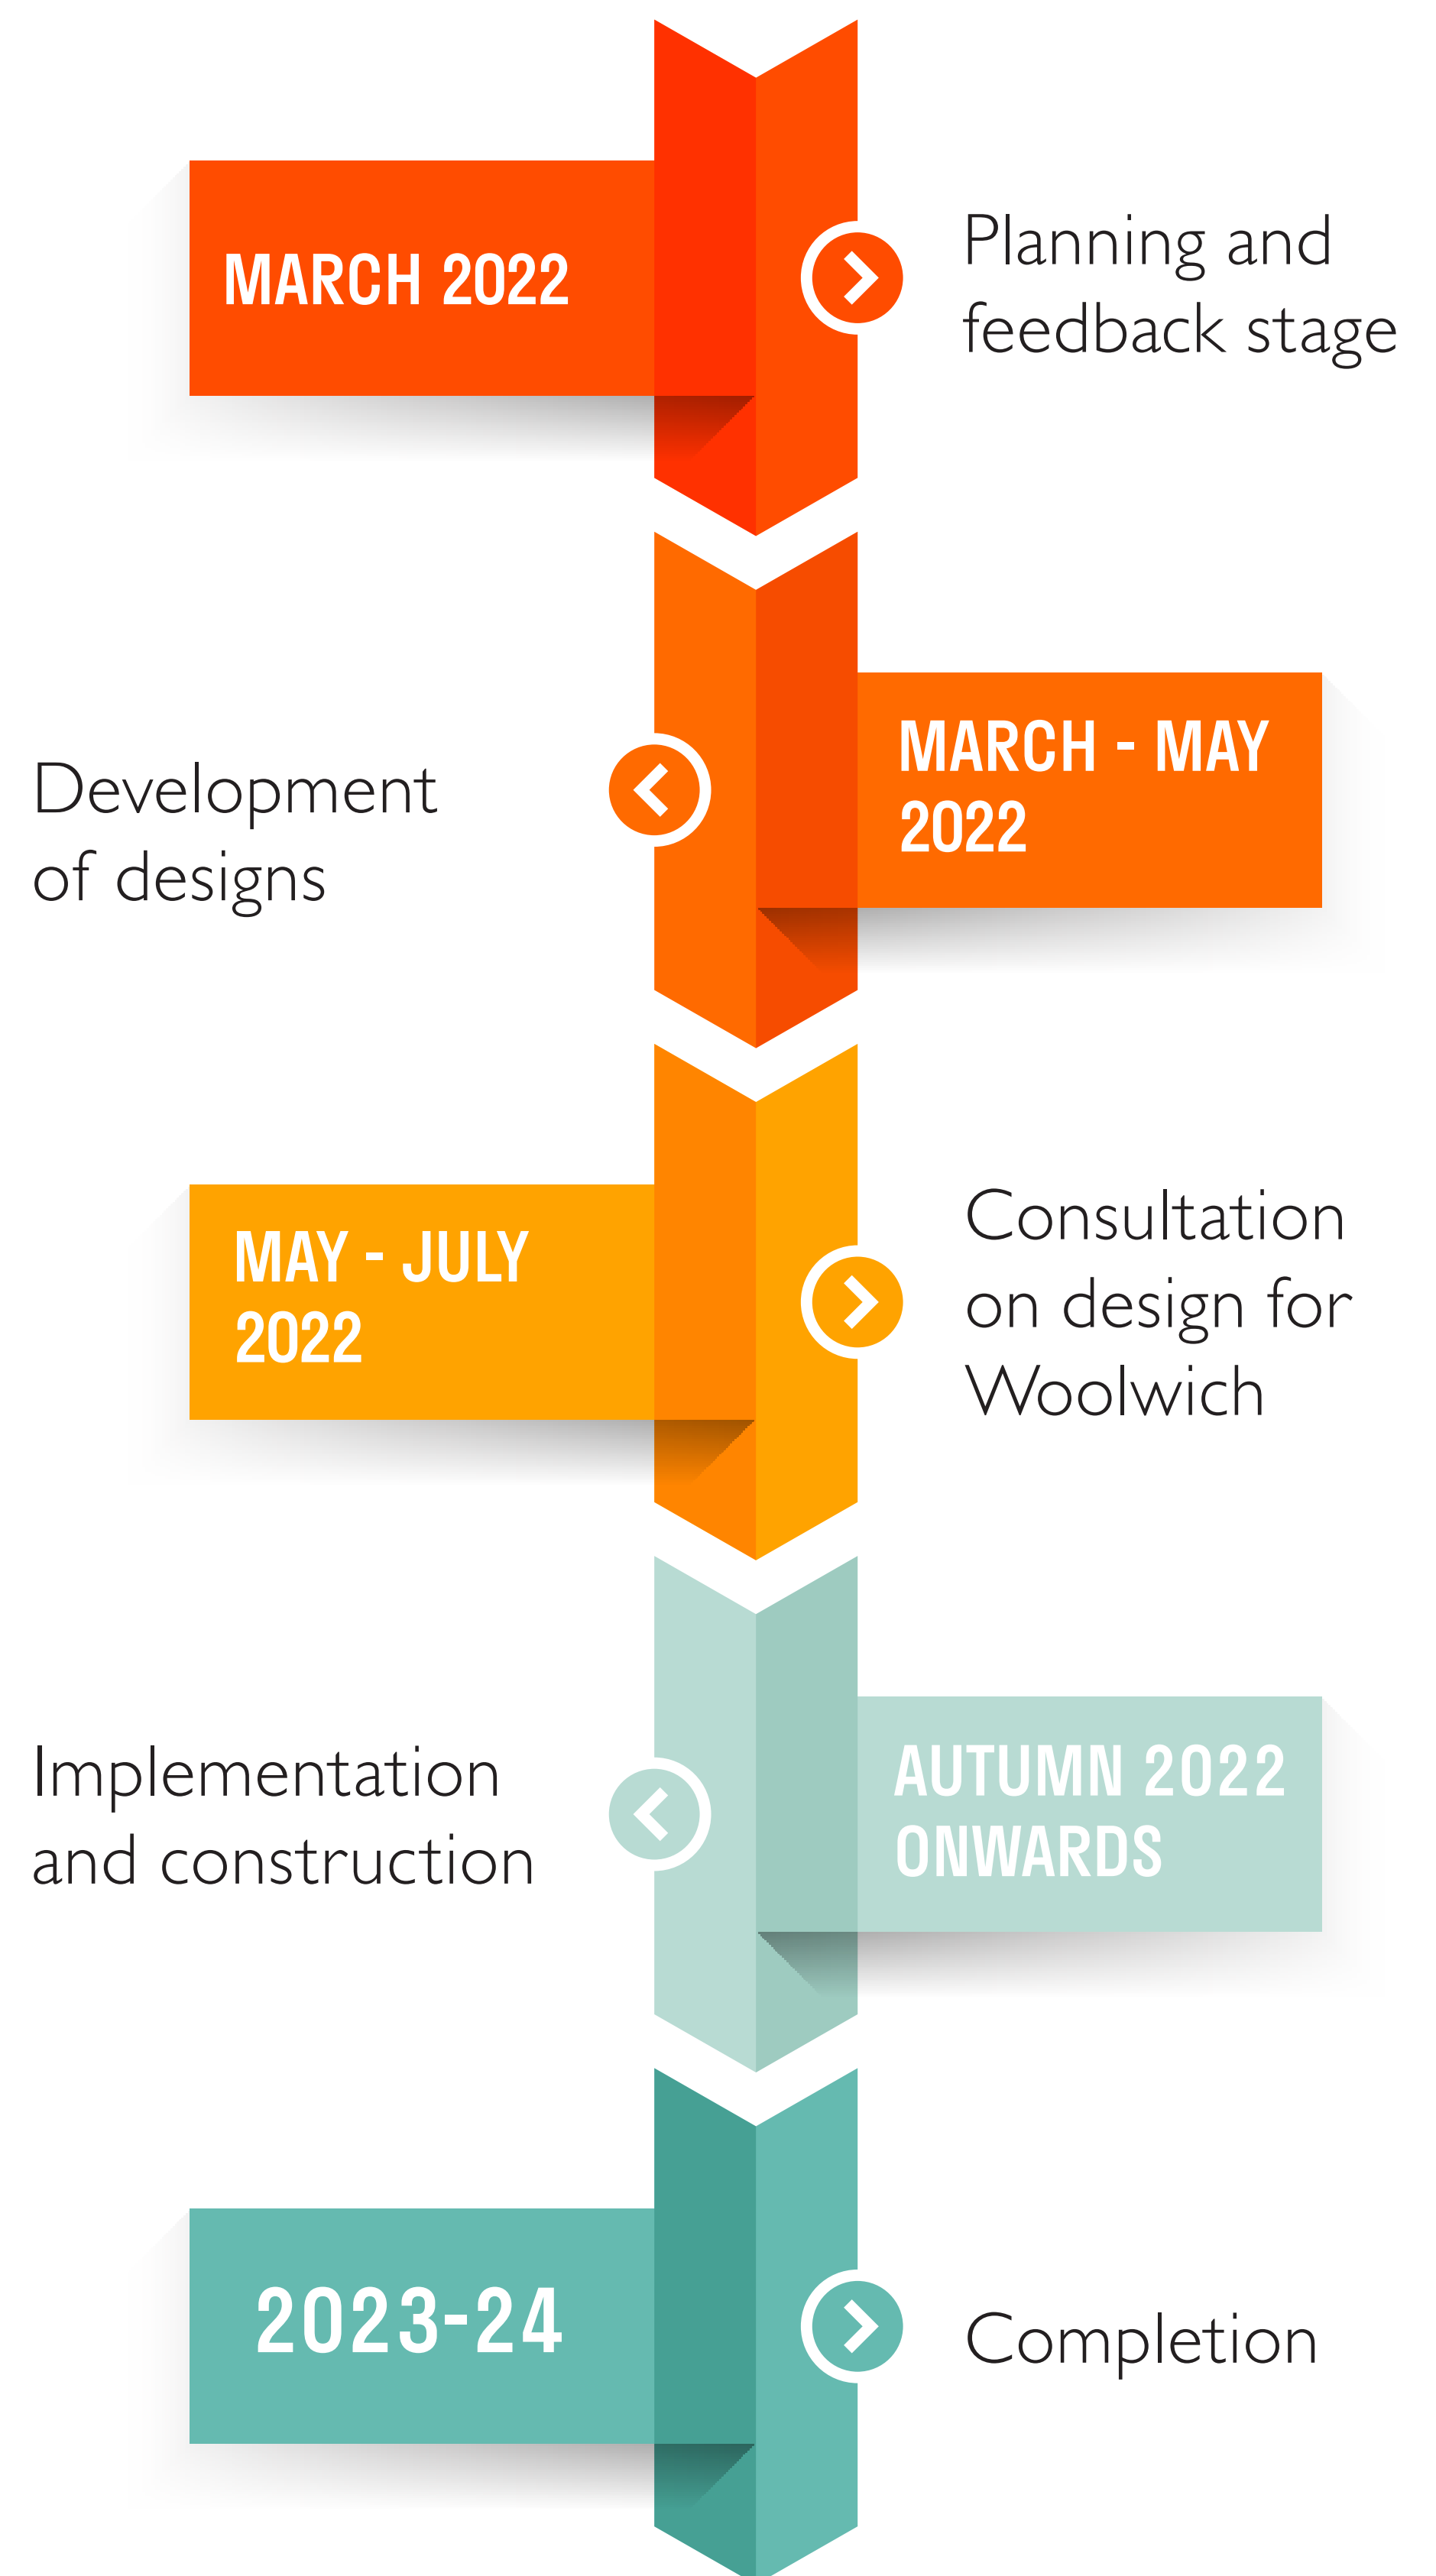 MARCH 2022
Planning and
feedback stage
MARCH - MAY
2022
Development
of designs
MAY - JULY
2022
Consultation
on design for
Woolwich
AUTUMN 2022
ONWARDS
Implementation
and construction
2023-24
Completion